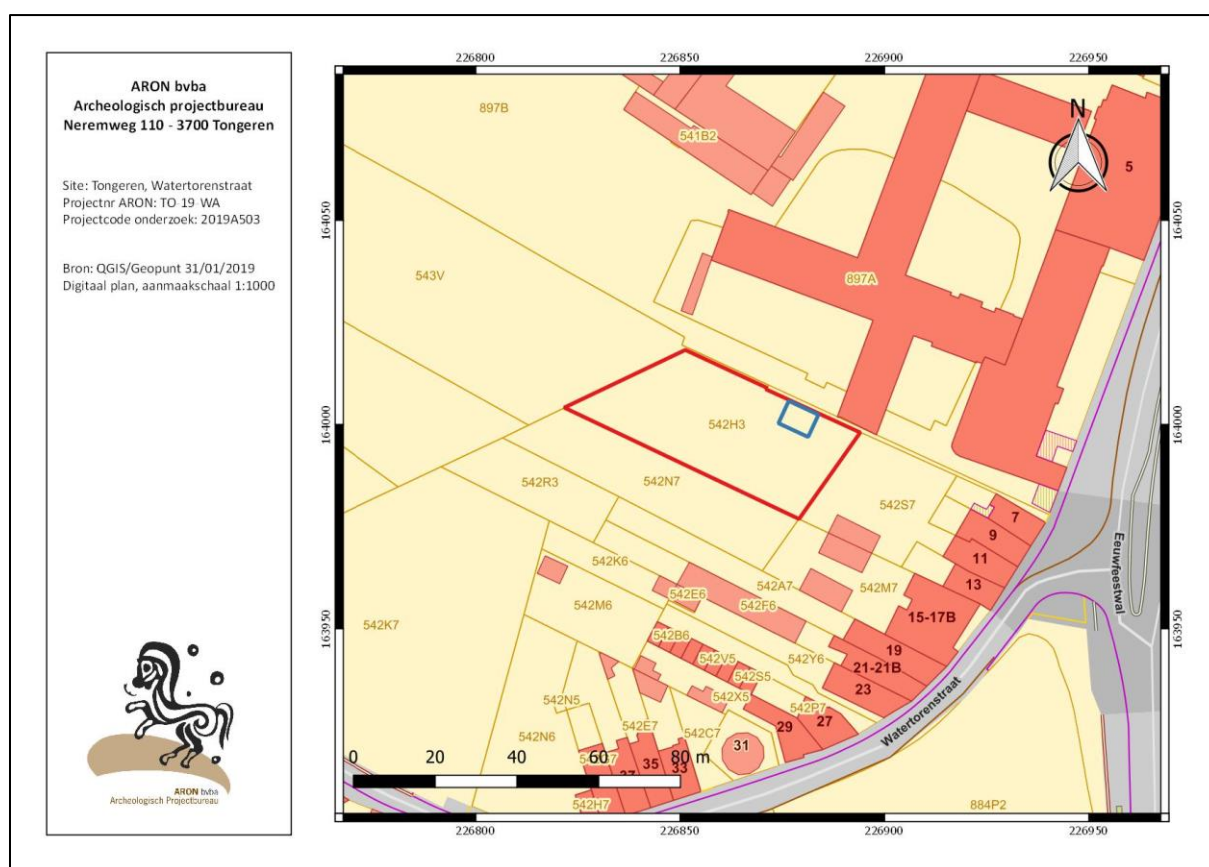 ARON bvba
Archeologisch projectbureau
Neremweg 110 - 3700 Tongeren
Site: Tongeren, Watertorenstraat
Projectnr ARON: TO-19-WA
Projectcode onderzoek: 2019A503
Bron: QGIS/Geopunt 31/01/2019
Digitaal plan, aanmaakschaal 1:1000
ARON bvba
Archeologisch Projectbureau
226800 226850 226900 226950
164050
164000
163950
164050
164000
163950
N
897B
541B2
5
543V
897A
542H3
542R3
542N7
542S7
7
9
11
13
542K6
542A7
542M7
542E6
542F6
542M6
15-17B
542K7
542B6
19
542V5
542Y6
21-21B
542S5
23
542X5
542P7
542N5
27
542E7
29
542N6
542C7
31
35
33
37
542H7
884P2
Eeuwfeestwal
Watertorenstraat
0 20 40 60 80 m
226800 226850 226900 226950